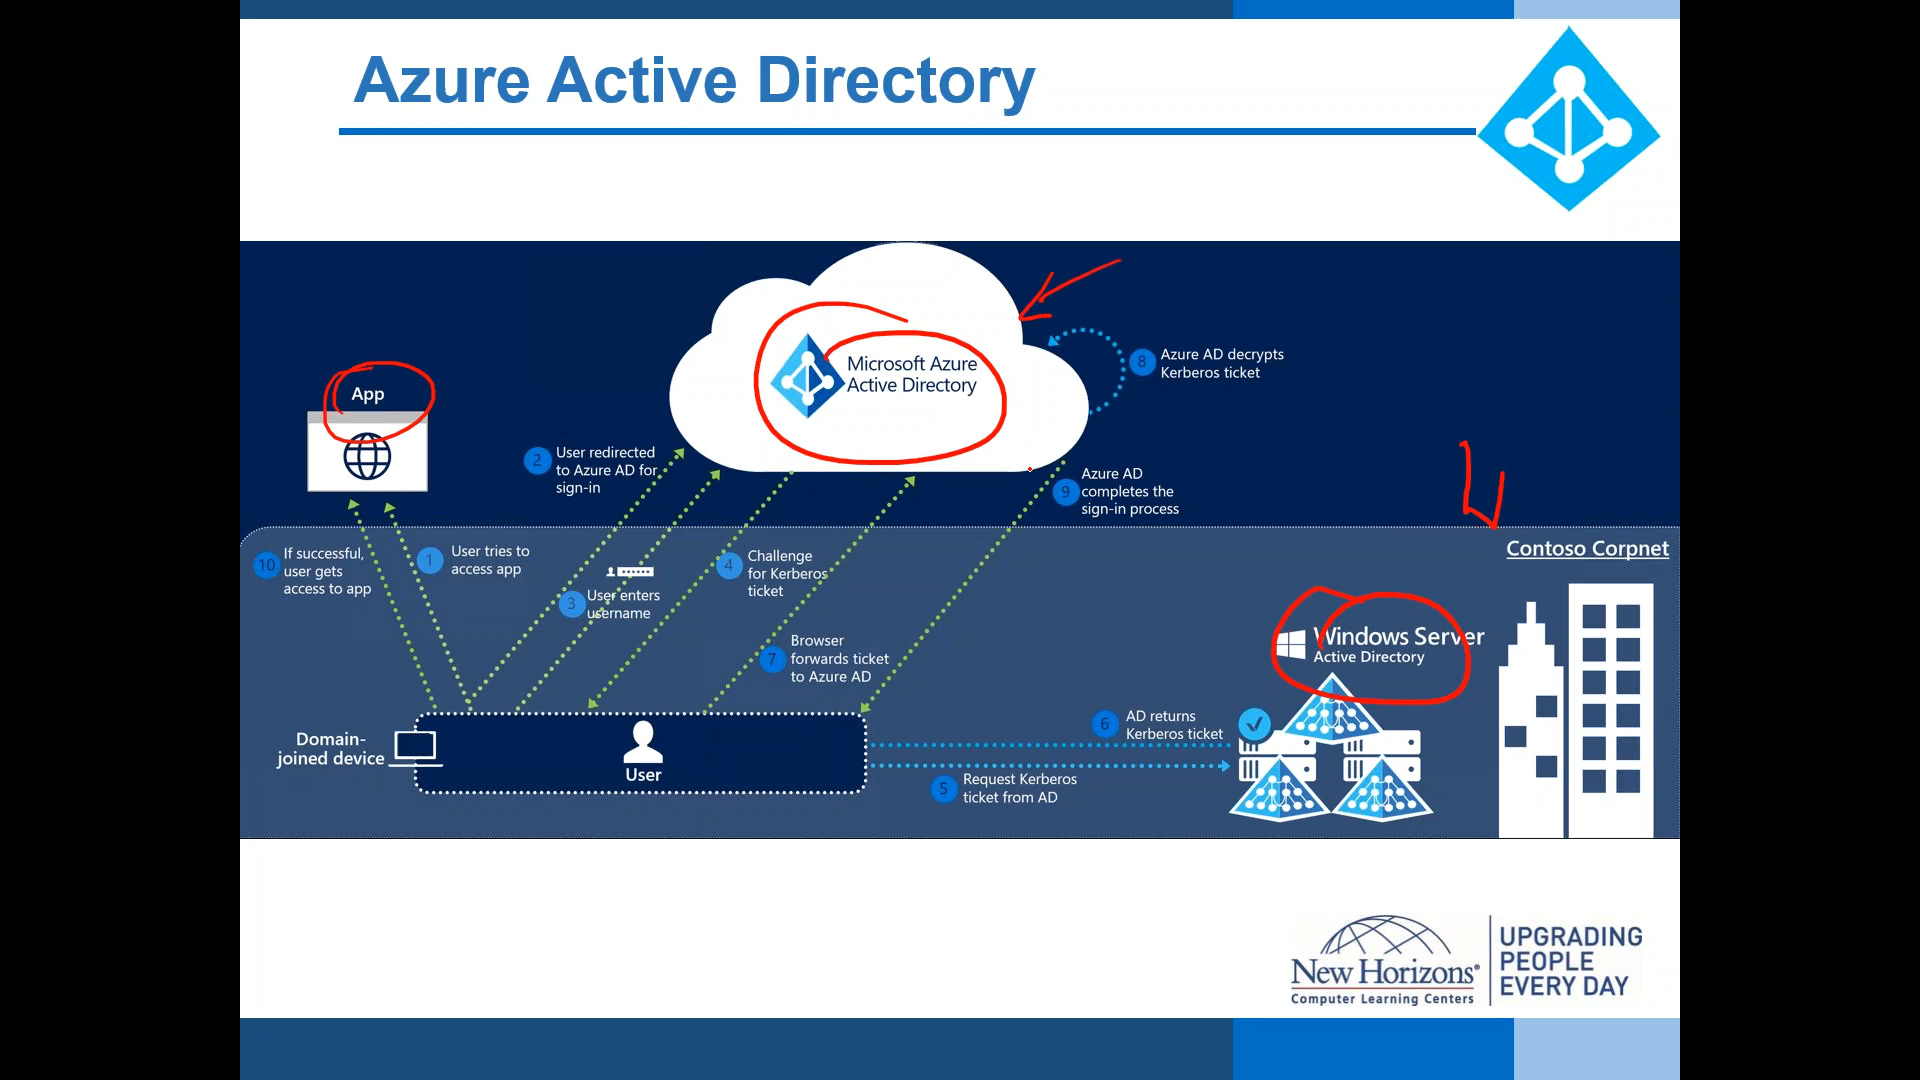 Azure Active Directory
Microsoft Azure
Active Directory
8
Azure AD decrypts
Kerberos ticket
App
2
User redirected
to Azure AD for
sign-in
9
Azure AD
completes the
sign-in process
Contoso Corpnet
10
If successful,
user gets
access to app
1
User tries to
access app
3
User enters
username
4
Challenge
for Kerberos
ticket
7
Browser
forwards ticket
to Azure AD
Windows Server
Active Directory
6
AD returns
Kerberos ticket
5
Request Kerberos
ticket from AD
Domain-
joined device
User
New Horizons®
Computer Learning Centers
UPGRADING
PEOPLE
EVERY DAY